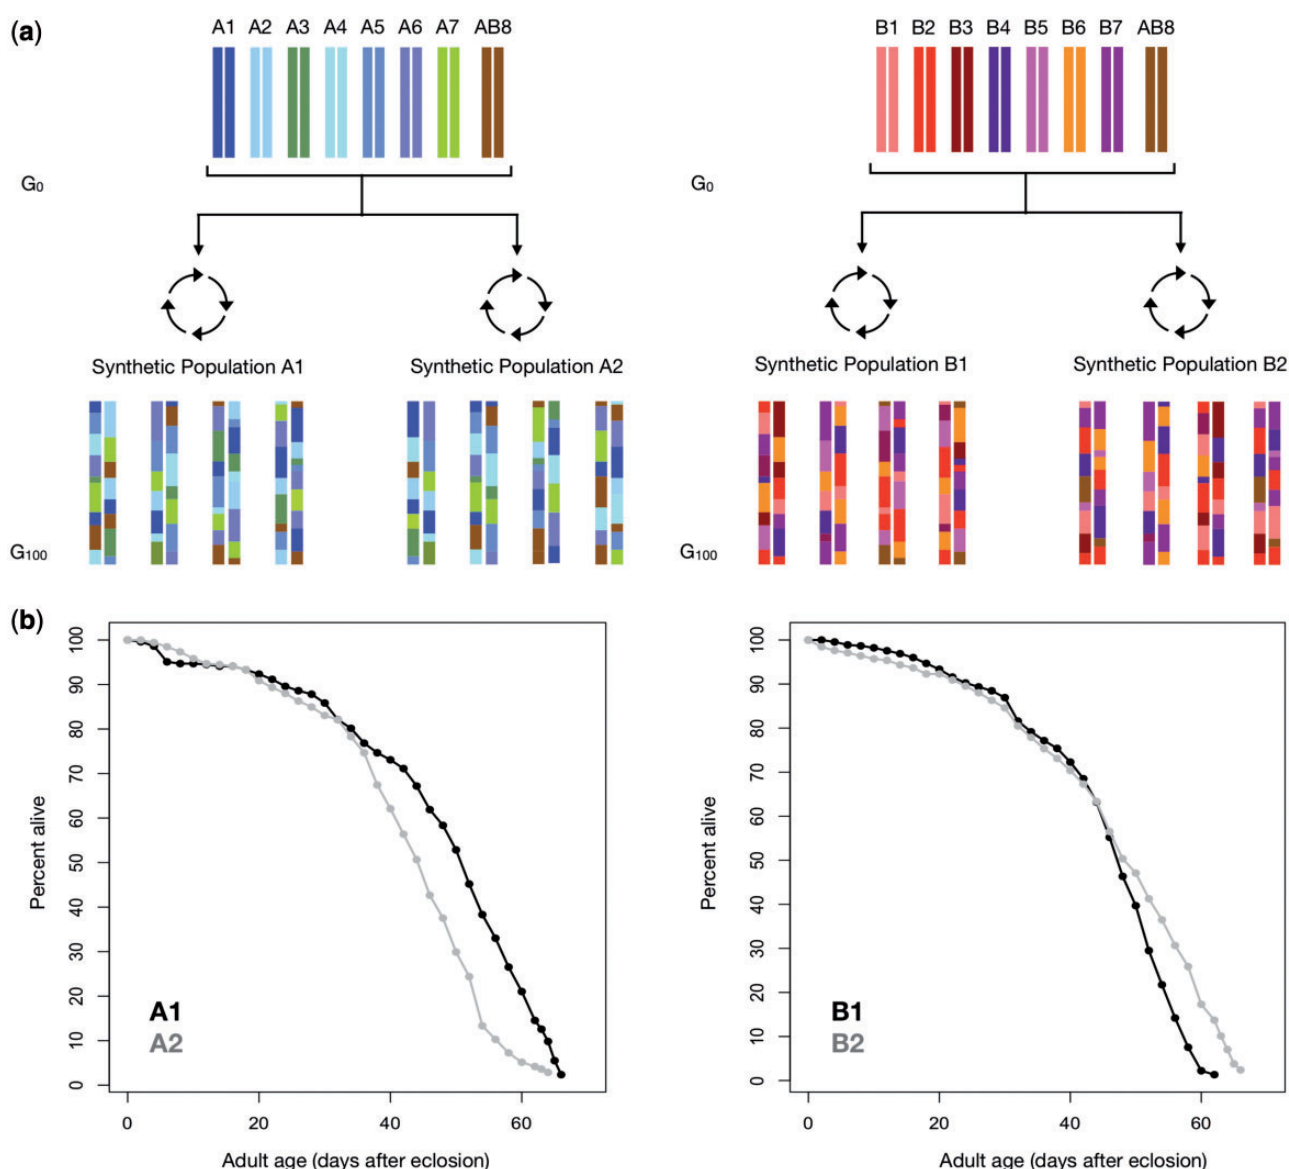 (a)
A1 A2 A3 A4 A5 A6 A7 AB8
B1 B2 B3 B4 B5 B6 B7 AB8
G0
G0
Synthetic Population A1
Synthetic Population A2
Synthetic Population B1
Synthetic Population B2
G100
G100
(b)
Percent alive
100
90
80
70
60
50
40
30
20
10
0
A1
A2
0 20 40 60
Adult age (days after eclosion)
Percent alive
100
90
80
70
60
50
40
30
20
10
0
B1
B2
0 20 40 60
Adult age (days after eclosion)